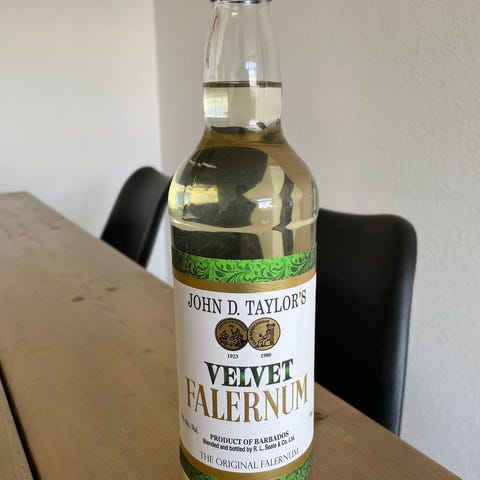 JOHN D. TAYLOR'S
1923 1980
VELVET
FALERNUM
PRODUCT OF BARBADOS
Blended and bottled by R. L. Seale & Co. Ltd.
THE ORIGINAL FALERNUM